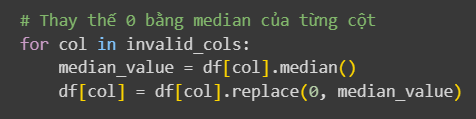 # Thay thế 0 bằng median của từng cột
for col in invalid_cols:
    median_value = df[col].median()
    df[col] = df[col].replace(0, median_value)